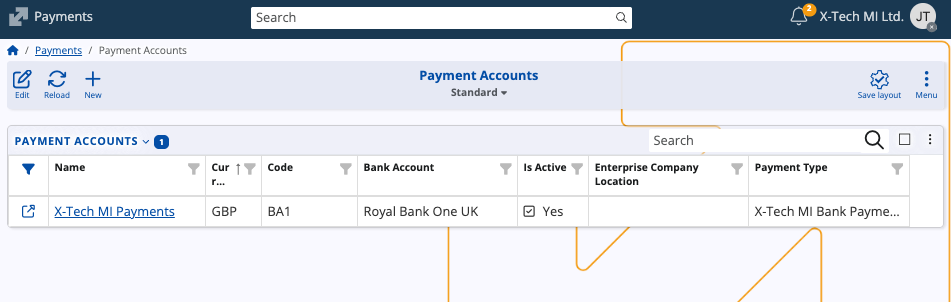 Payments
Search
2
X-Tech MI Ltd.
JT
/ Payments / Payment Accounts
Edit
Reload
New
Payment Accounts
Standard
Save layout
Menu
PAYMENT ACCOUNTS 1
Search
Name
Cur
r...
Code
Bank Account
Is Active
Enterprise Company
Location
Payment Type
X-Tech MI Payments
GBP
BA1
Royal Bank One UK
Yes
X-Tech MI Bank Payme...